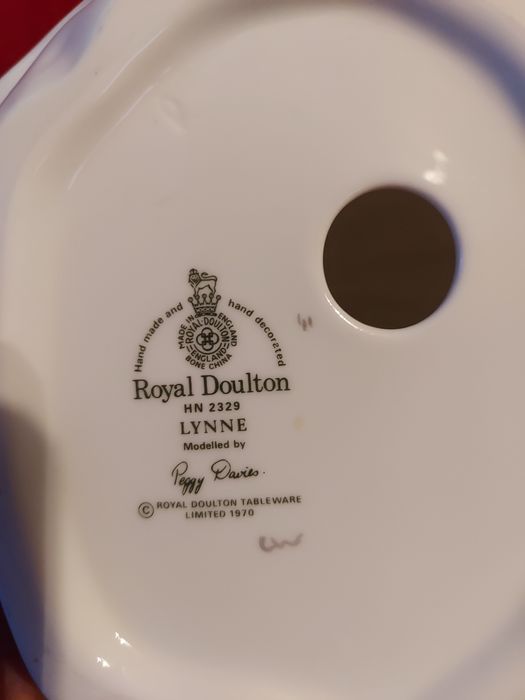 Hand made and hand decorated
MADE IN ENGLAND
ROYAL·DOULTON
ENGLAND
BONE CHINA
Royal Doulton
HN 2329
LYNNE
Modelled by
Peggy Davies.
© ROYAL DOULTON TABLEWARE
LIMITED 1970